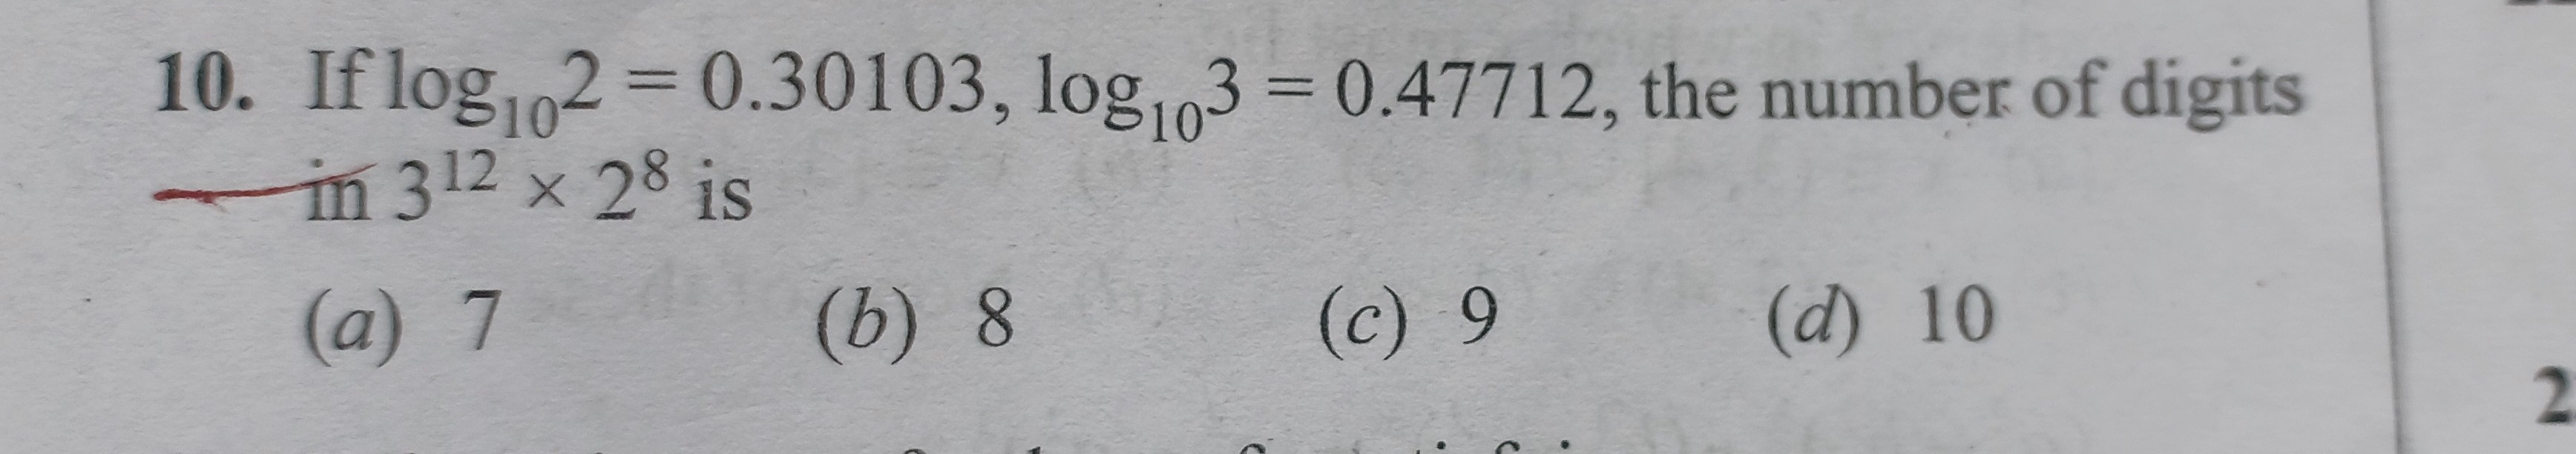 10. If log₁₀2 = 0.30103, log₁₀3 = 0.47712, the number of digits
in 3¹² × 2⁸ is
(a) 7 (b) 8 (c) 9 (d) 10
2